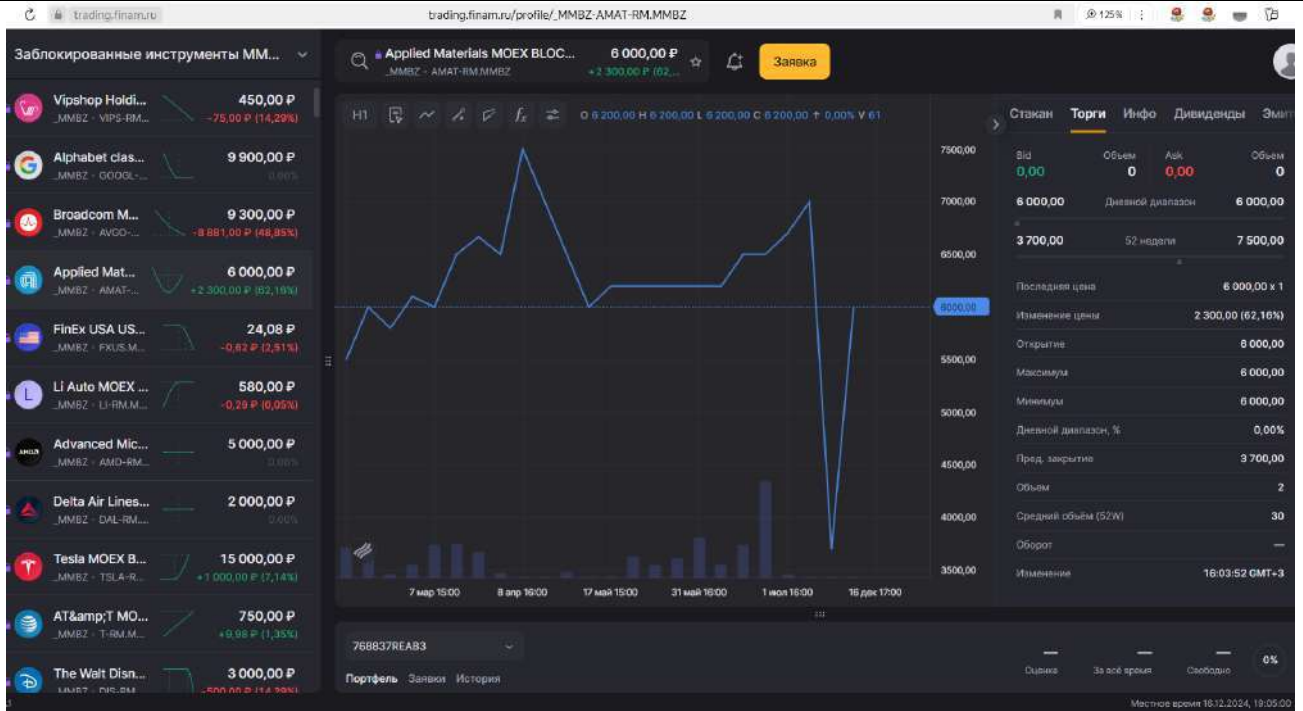 trading.finam.ru
trading.finam.ru/profile/_MMBZ-AMAT-RM.MMBZ
125%
Заблокированные инструменты MM...
Applied Materials MOEX BLOC...
6 000,00 ₽
_MMBZ · AMAT-RM.MMBZ
+2 300,00 ₽ (62,...
Заявка
Vipshop Holdi...
450,00 ₽
_MMBZ · VIPS-RM...
-75,00 ₽ (14,29%)
Alphabet clas...
9 900,00 ₽
_MMBZ · GOOGL-...
0,00%
Broadcom M...
9 300,00 ₽
_MMBZ · AVGO-...
-8 881,00 ₽ (48,85%)
Applied Mat...
6 000,00 ₽
_MMBZ · AMAT-...
+2 300,00 ₽ (62,16%)
FinEx USA US...
24,08 ₽
_MMBZ · FXUS.M...
-0,62 ₽ (2,51%)
L
Li Auto MOEX ...
580,00 ₽
_MMBZ · LI-RM.M...
-0,29 ₽ (0,05%)
AMD
Advanced Mic...
5 000,00 ₽
_MMBZ · AMD-RM...
0,00%
Delta Air Lines...
2 000,00 ₽
_MMBZ · DAL-RM...
0,00%
Tesla MOEX B...
15 000,00 ₽
_MMBZ · TSLA-R...
+1 000,00 ₽ (7,14%)
AT&amp;T MO...
750,00 ₽
_MMBZ · T-RM.M...
+9,98 ₽ (1,35%)
The Walt Disn...
3 000,00 ₽
_MMBZ · DIS-RM
-500,00 ₽ (14,29%)
H1
fx
O 6 200,00 H 6 200,00 L 6 200,00 C 6 200,00 ↑ 0,00% V 61
7500,00
7000,00
6500,00
6000,00
5500,00
5000,00
4500,00
4000,00
3500,00
7 мар 15:00
8 апр 16:00
17 май 15:00
31 май 16:00
1 июл 16:00
16 дек 17:00
Стакан Торги Инфо Дивиденды Эмит
Bid Объем Ask Объем
0,00 0 0,00 0
6 000,00 Дневной диапазон 6 000,00
3 700,00 52 недели 7 500,00
Последняя цена 6 000,00 x 1
Изменение цены 2 300,00 (62,16%)
Открытие 6 000,00
Максимум 6 000,00
Минимум 6 000,00
Дневной диапазон, % 0,00%
Пред. закрытие 3 700,00
Объем 2
Средний объём (52W) 30
Оборот —
Изменение 16:03:52 GMT+3
768837REAB3
Портфель Заявки История
— — — 0%
Оценка За всё время Свободно
Местное время 16.12.2024, 19:05:00